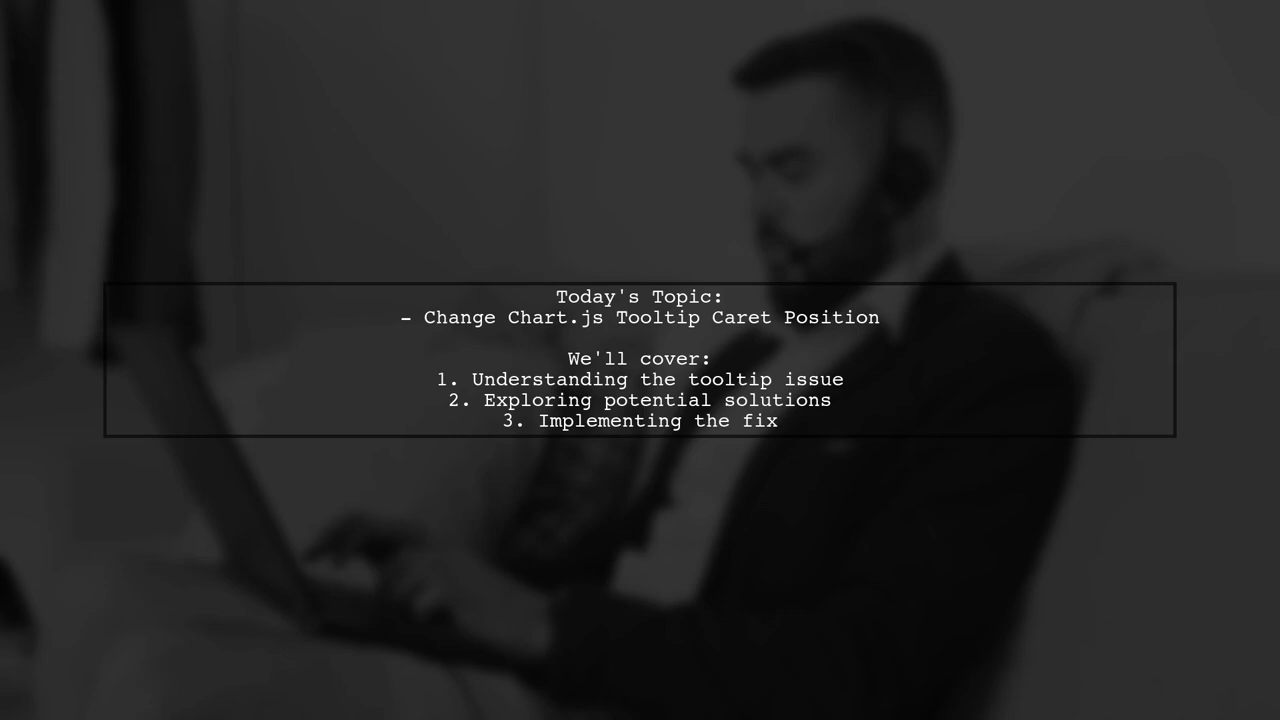 Today's Topic:
- Change Chart.js Tooltip Caret Position
We'll cover:
1. Understanding the tooltip issue
2. Exploring potential solutions
3. Implementing the fix